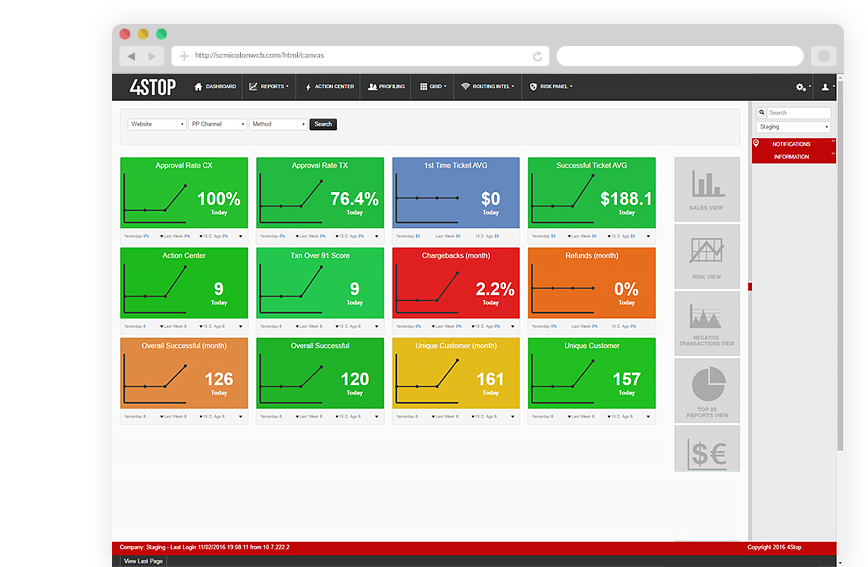 http://semicolonweb.com/html/canvas
4STOP
DASHBOARD
REPORTS
ACTION CENTER
PROFILING
GRID
ROUTING INTEL
RISK PANEL
Website
PP Channel
Method
Search
Search
Staging
NOTIFICATIONS
INFORMATION
Approval Rate CX
100%
Today
Yesterday 0% Last Week 0% 15 D. Ago 0%
Approval Rate TX
76.4%
Today
Yesterday 0% Last Week 0% 15 D. Ago 0%
1st Time Ticket AVG
$0
Today
Yesterday $0 Last Week $0 15 D. Ago $0
Successful Ticket AVG
$188.1
Today
Yesterday $0 Last Week $0 15 D. Ago $0
SALES VIEW
Action Center
9
Today
Yesterday 0 Last Week 0 15 D. Ago 0
Txn Over 91 Score
9
Today
Yesterday 0 Last Week 0 15 D. Ago 0
Chargebacks (month)
2.2%
Today
Yesterday 0% Last Week 0% 15 D. Ago 0%
Refunds (month)
0%
Today
Yesterday 0% Last Week 0% 15 D. Ago 0%
RISK VIEW
NEGATIVE
TRANSACTIONS VIEW
Overall Successful (month)
126
Today
Yesterday 0 Last Week 0 15 D. Ago 0
Overall Successful
120
Today
Yesterday 0 Last Week 0 15 D. Ago 0
Unique Customer (month)
161
Today
Yesterday 0 Last Week 0 15 D. Ago 0
Unique Customer
157
Today
Yesterday 0 Last Week 0 15 D. Ago 0
TOP 20
REPORTS VIEW
$€
Company: Staging - Last Login 11/02/2016 19:08:11 from 10.7.222.2
Copyright 2016 4Stop
View Last Page